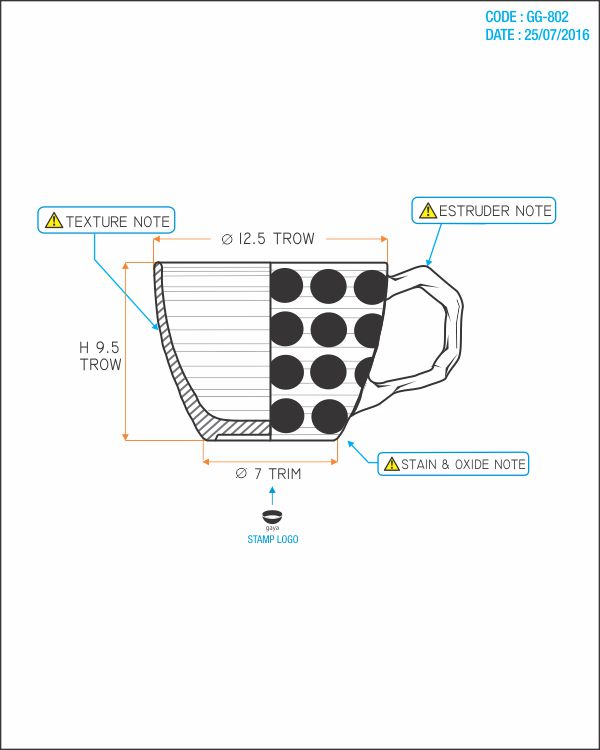 CODE : GG-802
DATE : 25/07/2016
TEXTURE NOTE
ESTRUDER NOTE
Ø 12.5 TROW
H 9.5
TROW
STAIN & OXIDE NOTE
Ø 7 TRIM
gaya
STAMP LOGO